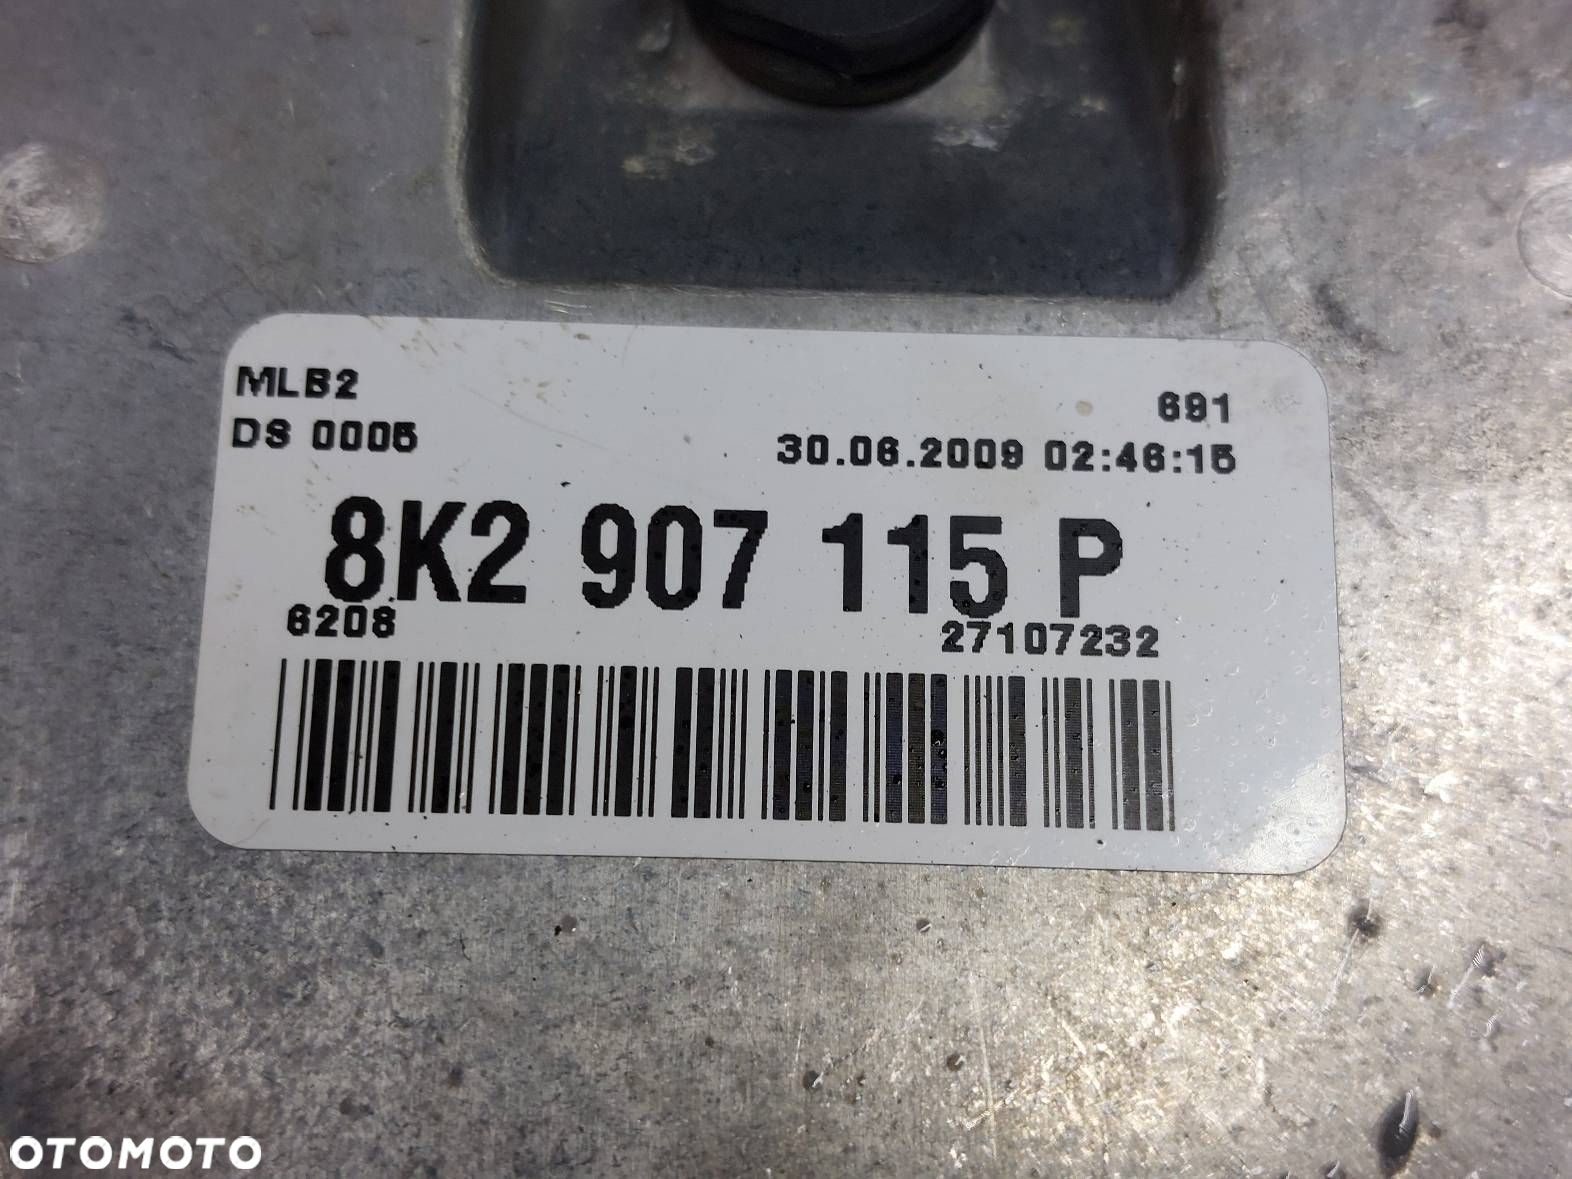 MLB2
691
DS 0005
30.06.2009 02:46:15
8K2 907 115 P
6208
27107232
OTOMOTO